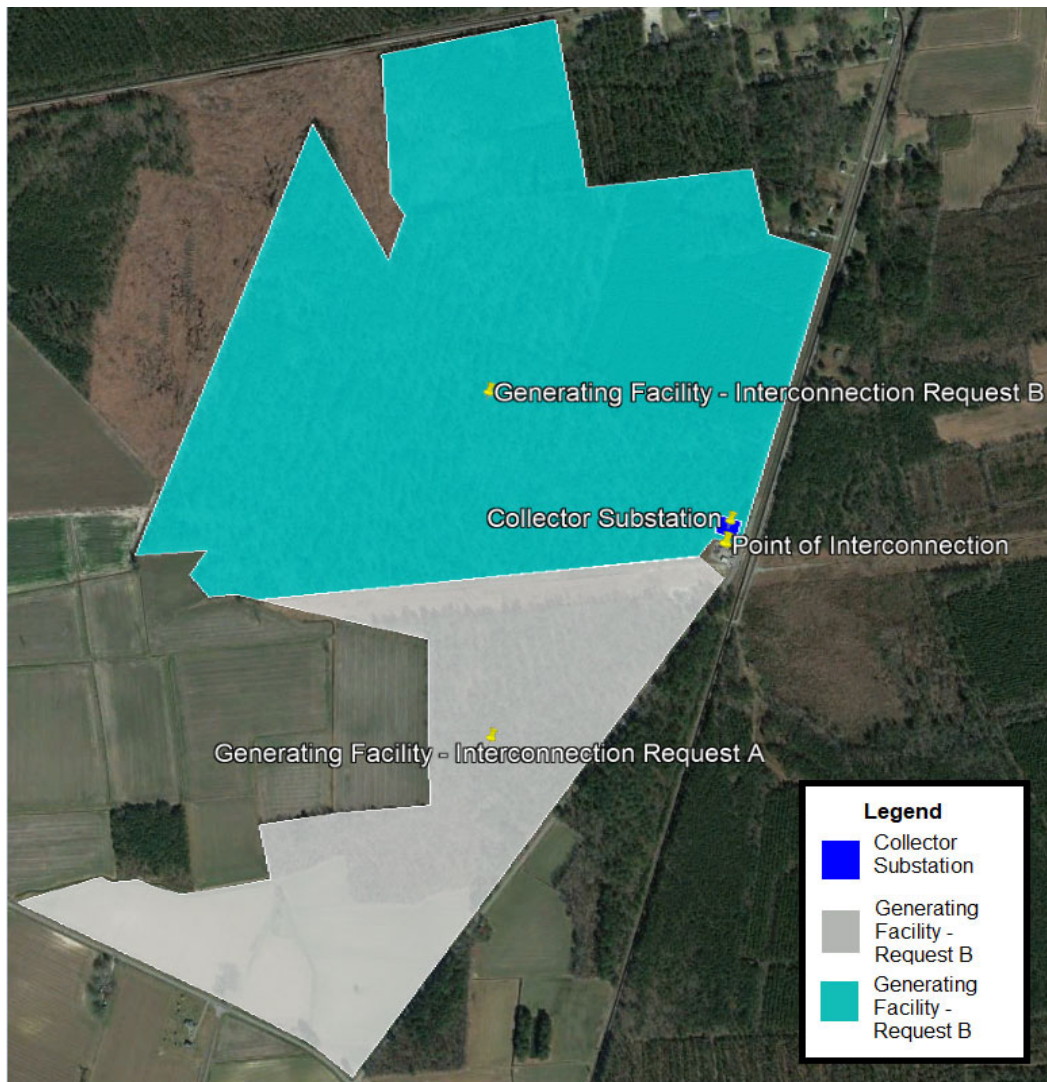 Generating Facility - Interconnection Request B
Collector Substation
Point of Interconnection
Generating Facility - Interconnection Request A
Legend
Collector
Substation
Generating
Facility -
Request B
Generating
Facility -
Request B